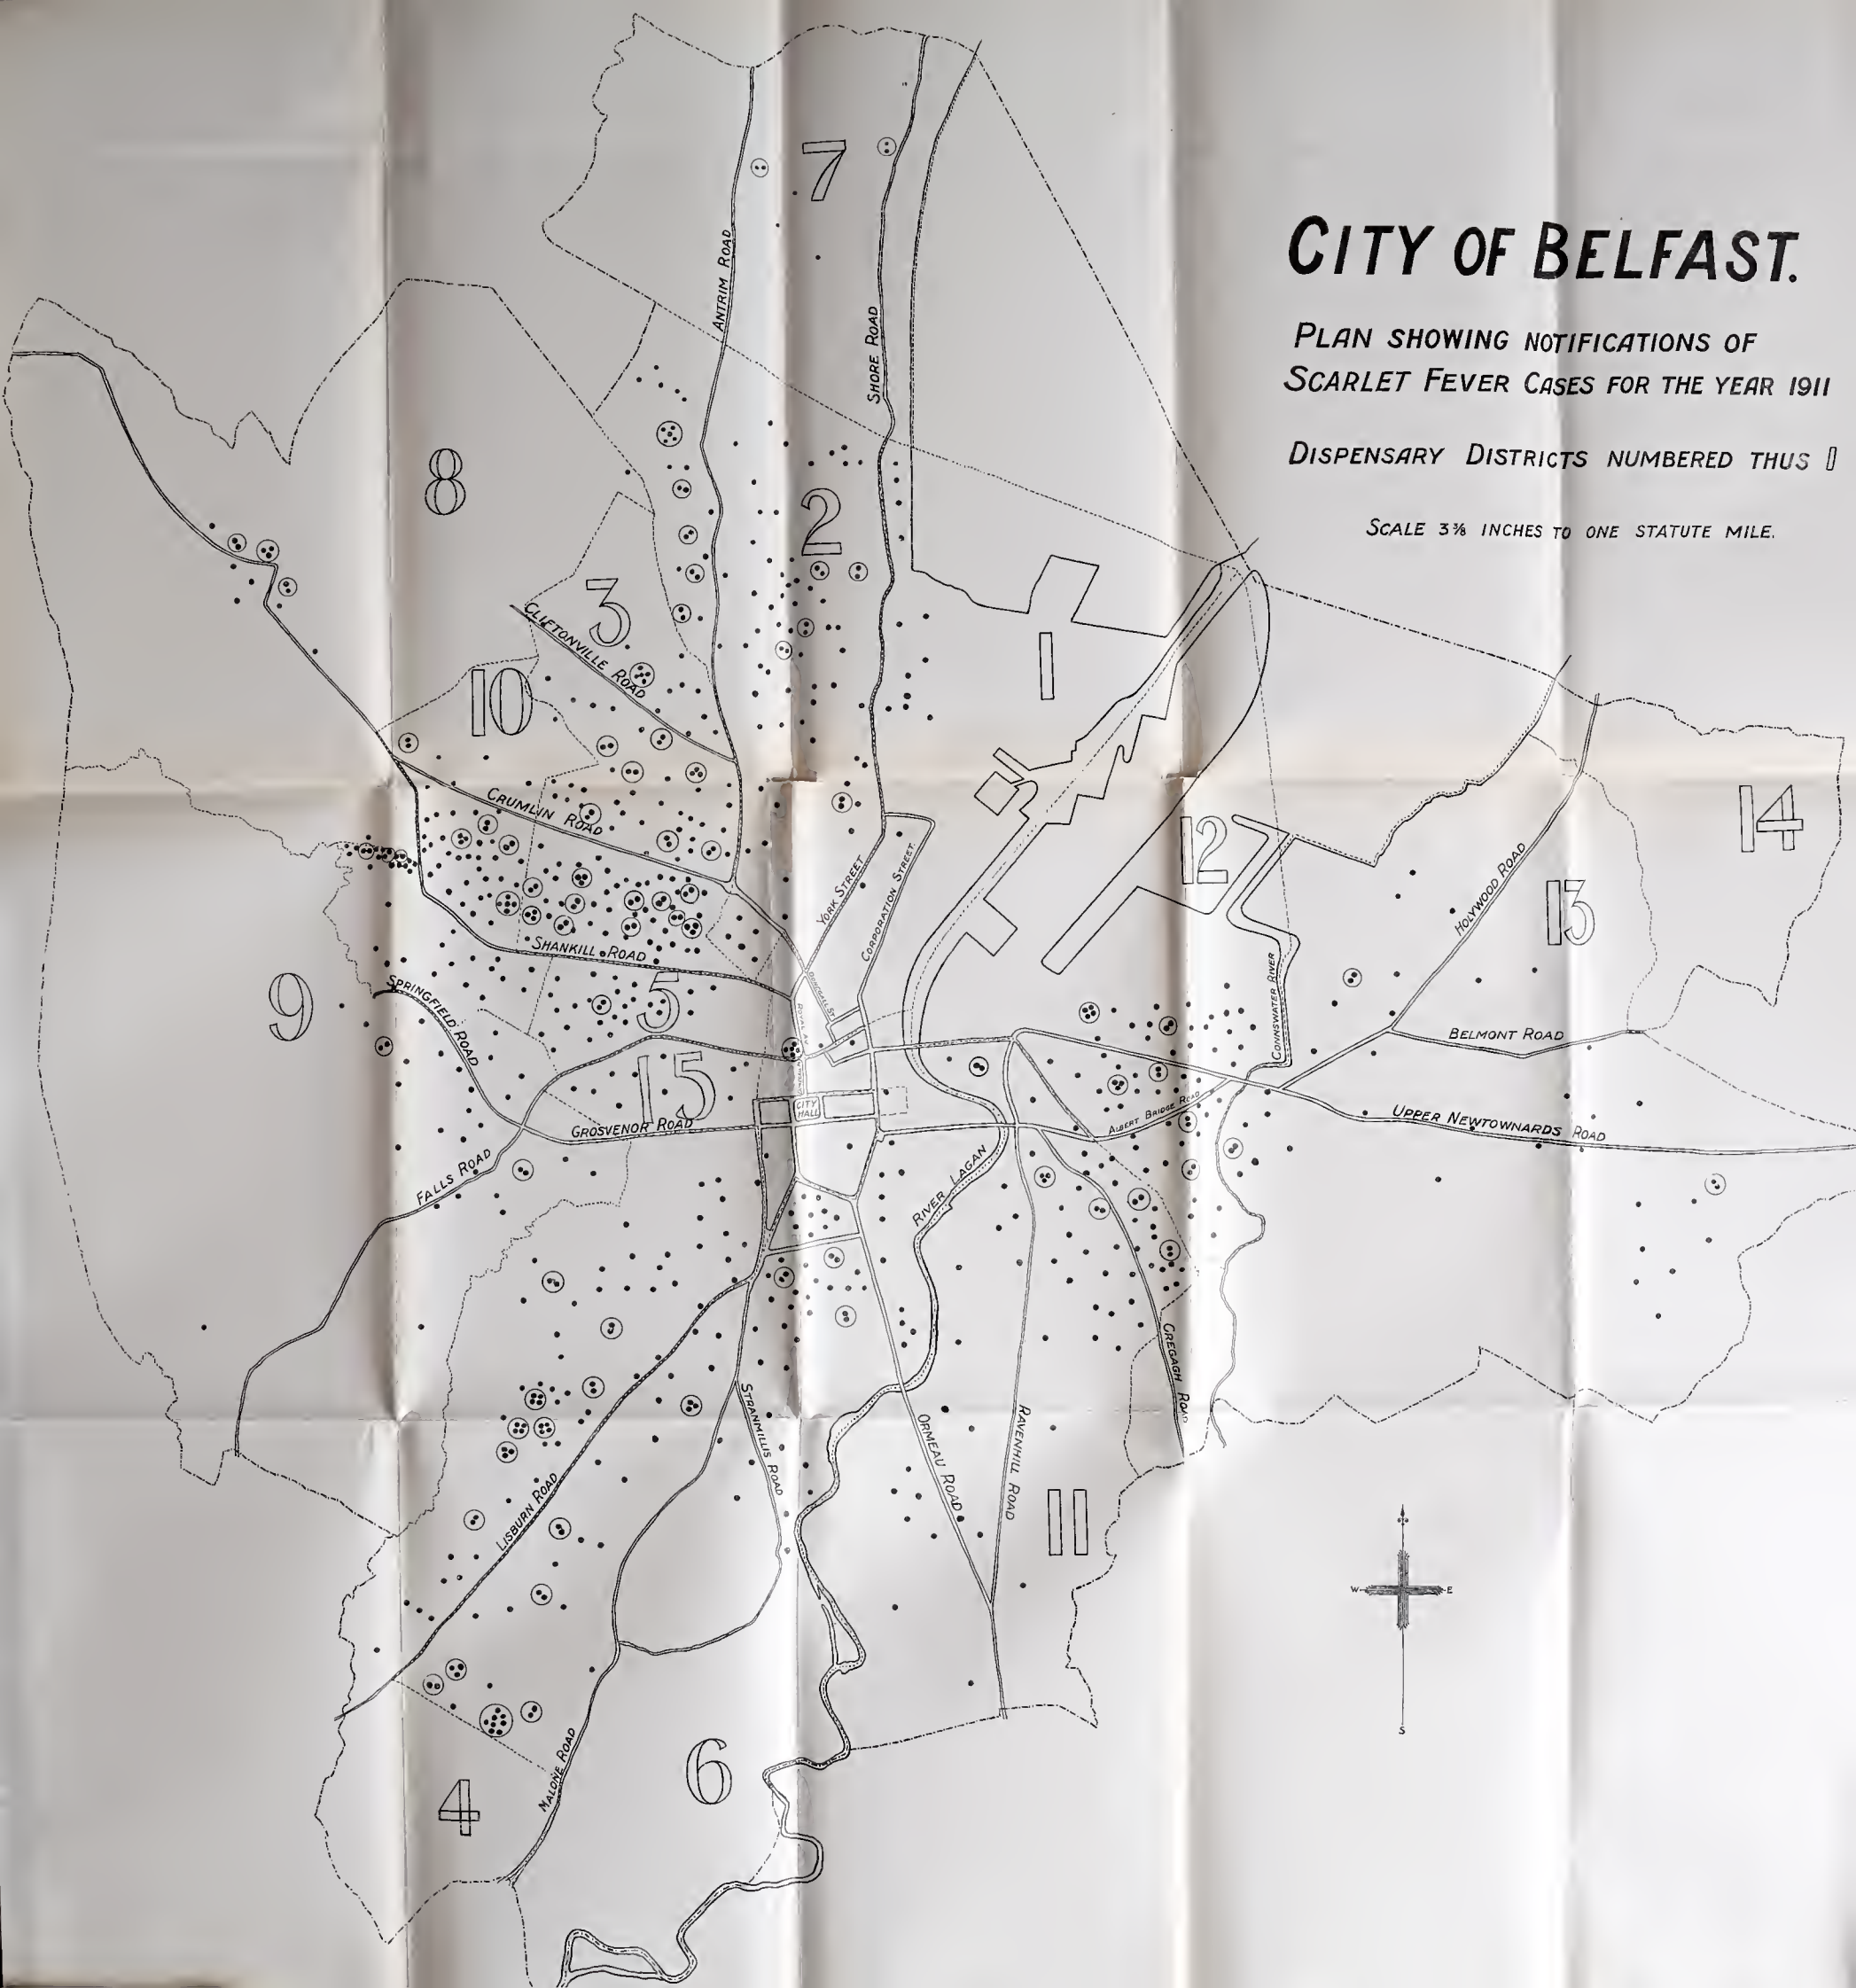 CITY OF BELFAST.
PLAN SHOWING NOTIFICATIONS OF
SCARLET FEVER CASES FOR THE YEAR 1911
DISPENSARY DISTRICTS NUMBERED THUS
SCALE 3⅜ INCHES TO ONE STATUTE MILE.
7
ANTRIM ROAD
SHORE ROAD
8
2
3
CLIFTONVILLE ROAD
1
10
14
CRUMLIN ROAD
12
HOLYWOOD ROAD
13
YORK STREET
CORPORATION STREET.
SHANKILL ROAD
9
SPRINGFIELD ROAD
5
ROYAL AV.
CONNSWATER RIVER
BELMONT ROAD
15
CITY
HALL
GROSVENOR ROAD
ALBERT BRIDGE ROAD
UPPER NEWTOWNARDS ROAD
FALLS ROAD
RIVER LAGAN
CREGAGH ROAD
STRANMILLIS ROAD
ORMEAU ROAD
RAVENHILL ROAD
LISBURN ROAD
11
W
E
S
MALONE ROAD
6
4